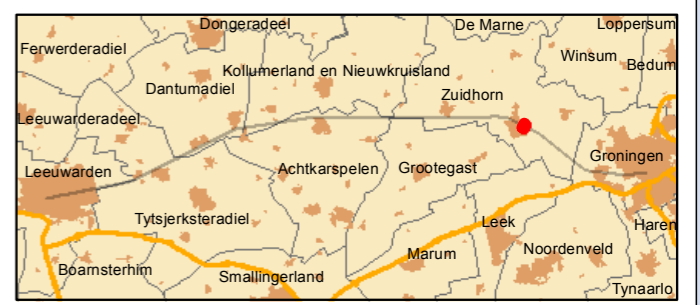 Dongeradeel
De Marne
Loppersum
Ferwerderadiel
Winsum
Bedum
Kollumerland en Nieuwkruisland
Dantumadiel
Zuidhorn
Leeuwarderadeel
Groningen
Leeuwarden
Achtkarspelen
Grootegast
Tytsjerksteradiel
Leek
Haren
Marum
Noordenveld
Boarnsterhim
Smallingerland
Tynaarlo